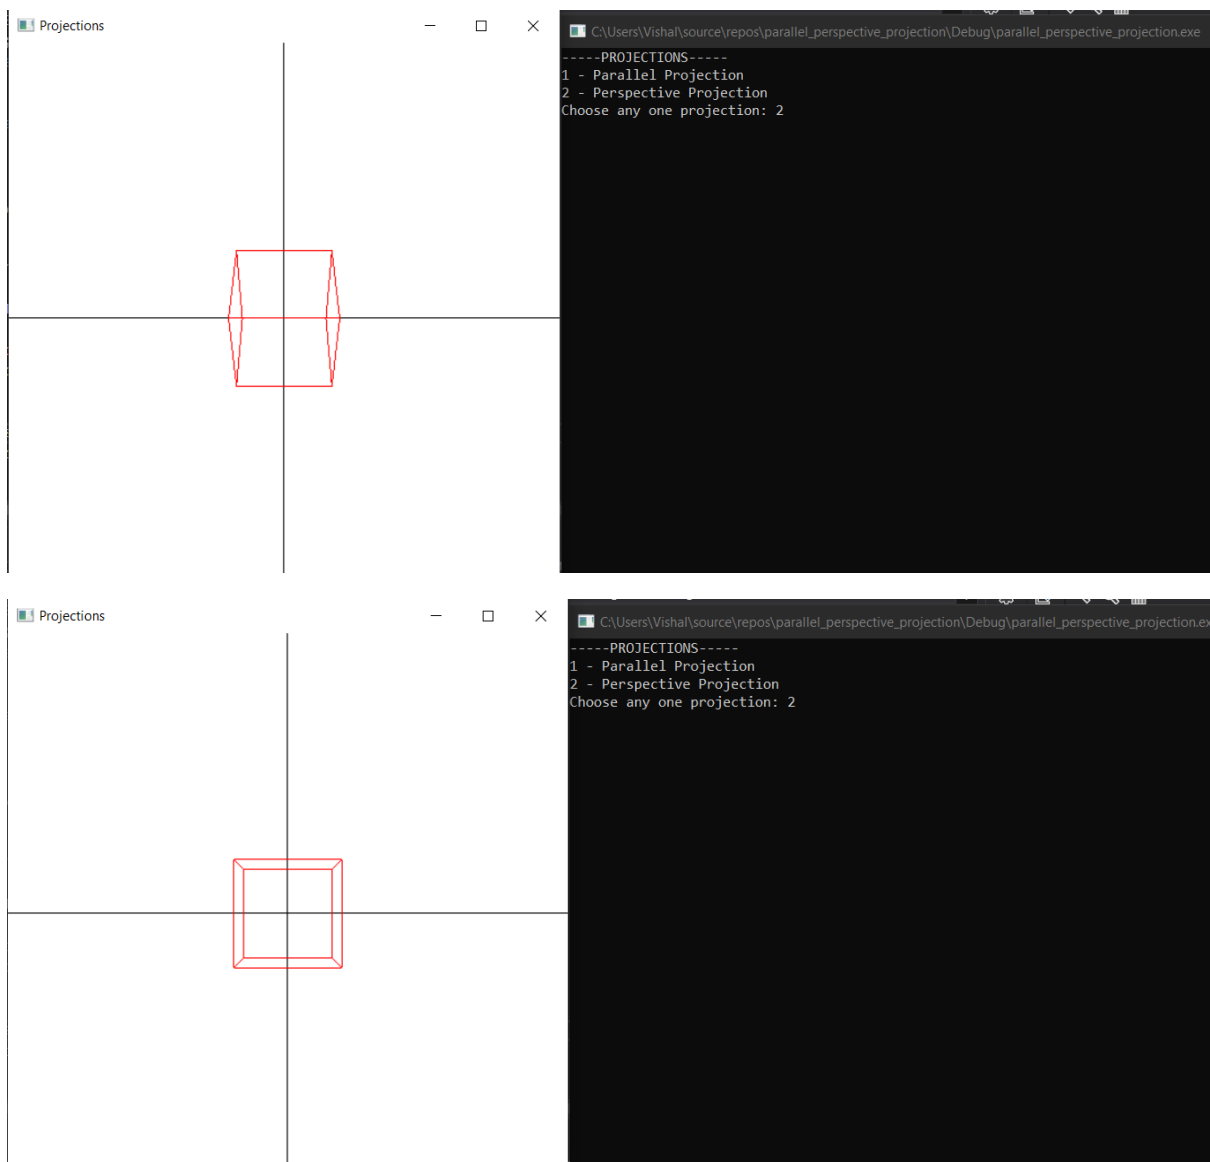 Projections
C:\Users\Vishal\source\repos\parallel_perspective_projection\Debug\parallel_perspective_projection.exe
-----PROJECTIONS-----
1 - Parallel Projection
2 - Perspective Projection
Choose any one projection: 2
Projections
C:\Users\Vishal\source\repos\parallel_perspective_projection\Debug\parallel_perspective_projection.ex
-----PROJECTIONS-----
1 - Parallel Projection
2 - Perspective Projection
Choose any one projection: 2